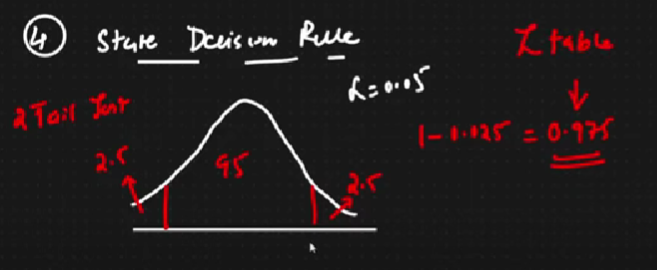 ④ State Decision Rule
Z table
α = 0.05
2 Tail Test
1 - 0.025 = 0.975
2.5
95
2.5